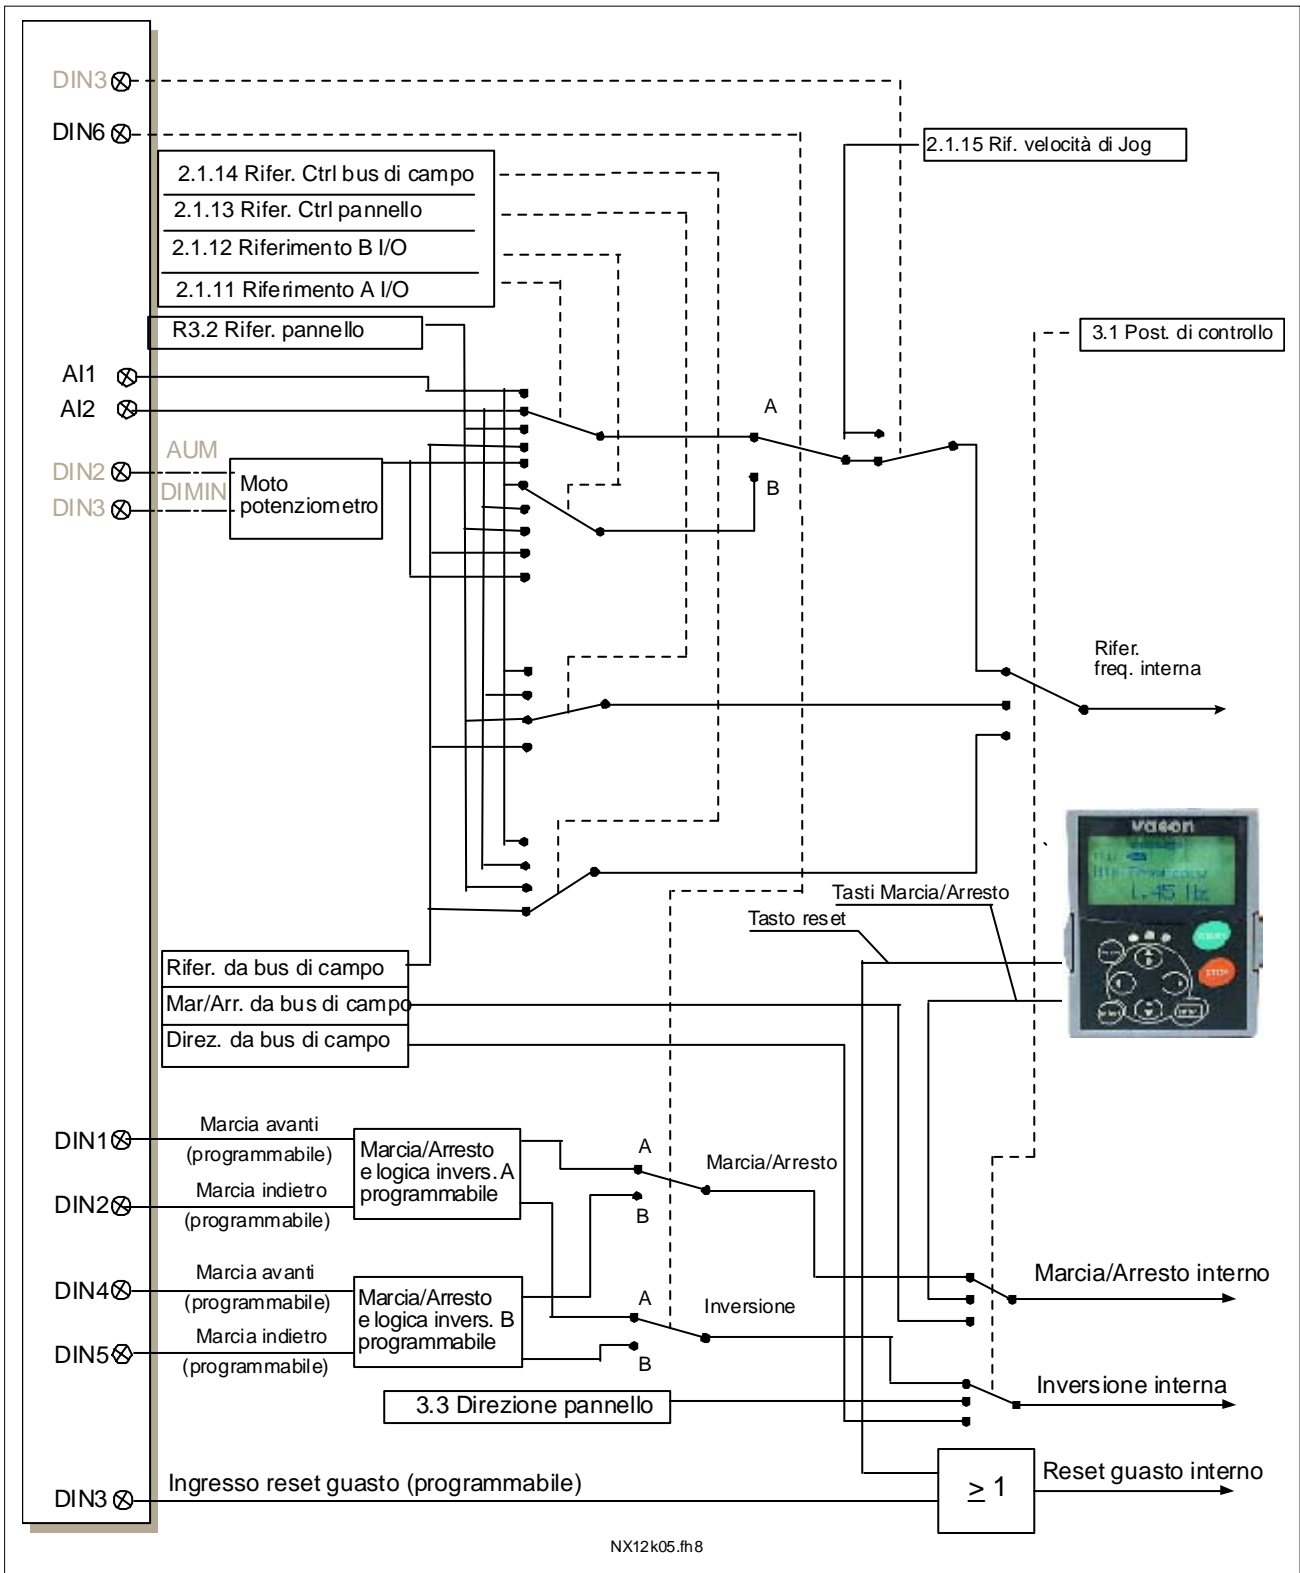 DIN3
DIN6
2.1.15 Rif. velocità di Jog
2.1.14 Rifer. Ctrl bus di campo
2.1.13 Rifer. Ctrl pannello
2.1.12 Riferimento B I/O
2.1.11 Riferimento A I/O
R3.2 Rifer. pannello
3.1 Post. di controllo
AI1
AI2
A
B
DIN2
AUM
DIN3
DIMIN
Moto
potenziometro
Rifer.
freq. interna
vacon
1.45 Hz
START
STOP
Tasti Marcia/Arresto
Tasto reset
Rifer. da bus di campo
Mar/Arr. da bus di campo
Direz. da bus di campo
DIN1
Marcia avanti
(programmabile)
DIN2
Marcia indietro
(programmabile)
Marcia/Arresto
e logica invers. A
programmabile
A
B
Marcia/Arresto
DIN4
Marcia avanti
(programmabile)
DIN5
Marcia indietro
(programmabile)
Marcia/Arresto
e logica invers. B
programmabile
A
B
Inversione
Marcia/Arresto interno
3.3 Direzione pannello
Inversione interna
DIN3
Ingresso reset guasto (programmabile)
≥ 1
Reset guasto interno
NX12k05.fh8